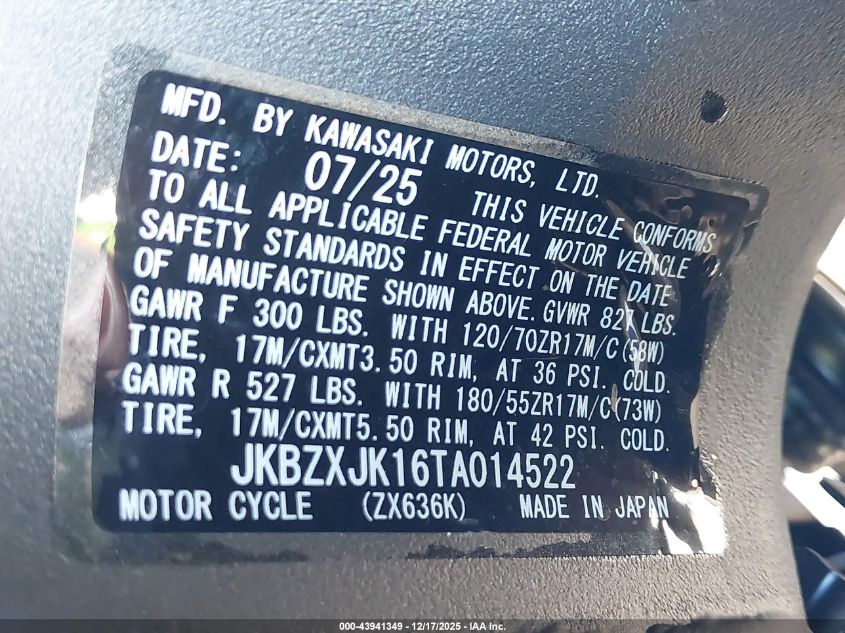 MFD. BY KAWASAKI MOTORS, LTD.
DATE: 07/25 THIS VEHICLE CONFORMS
TO ALL APPLICABLE FEDERAL MOTOR VEHICLE
SAFETY STANDARDS IN EFFECT ON THE DATE
OF MANUFACTURE SHOWN ABOVE. GVWR 827 LBS.
GAWR F 300 LBS. WITH 120/70ZR17M/C(58W)
TIRE, 17M/CXMT3.50 RIM, AT 36 PSI. COLD.
GAWR R 527 LBS. WITH 180/55ZR17M/C(73W)
TIRE, 17M/CXMT5.50 RIM, AT 42 PSI. COLD.
JKBZXJK16TA014522
MOTOR CYCLE (ZX636K) MADE IN JAPAN
000-43941349 - 12/17/2025 - IAA Inc.